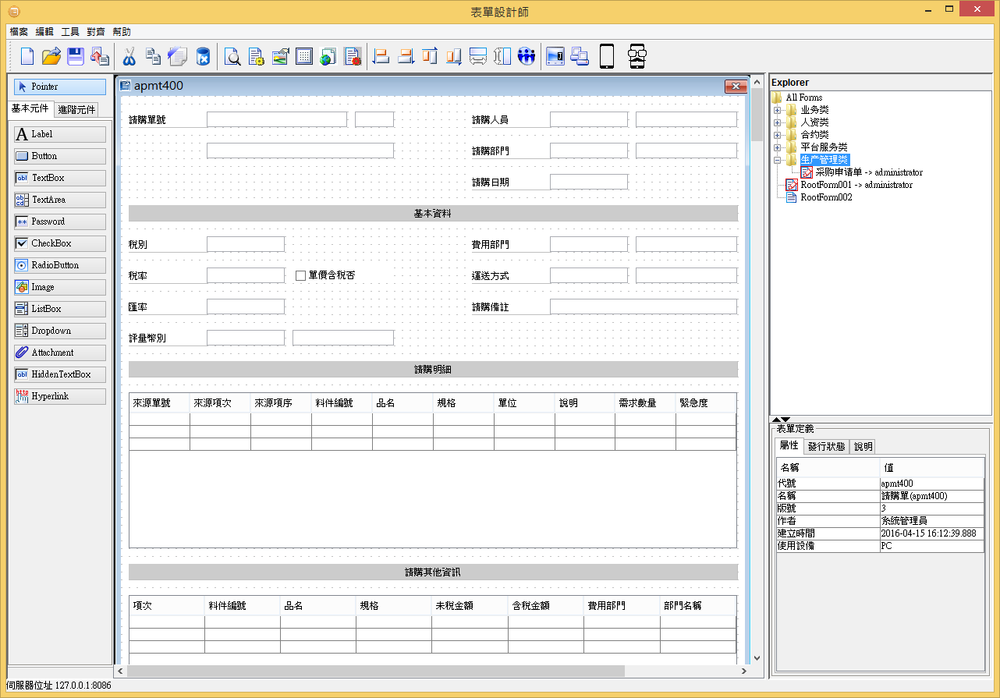 表單設計師
檔案 編輯 工具 對齊 幫助
Pointer
基本元件 進階元件
Label
Button
TextBox
TextArea
Password
CheckBox
RadioButton
Image
ListBox
Dropdown
Attachment
HiddenTextBox
Hyperlink
apmt400
請購單號 請購人員
請購部門
請購日期
基本資料
稅別 費用部門
稅率 單價含稅否 運送方式
匯率 請購備註
評量幣別
請購明細
來源單號 來源項次 來源項序 料件編號 品名 規格 單位 說明 需求數量 緊急度
請購其他資訊
項次 料件編號 品名 規格 未稅金額 含稅金額 費用部門 部門名稱
Explorer
All Forms
业务类
人资类
合约类
平台服务类
生产管理类
采购申请单 -> administrator
RootForm001 -> administrator
RootForm002
表單定義
屬性 發行狀態 說明
名稱 值
代號 apmt400
名稱 請購單(apmt400)
版號 3
作者 系統管理員
建立時間 2016-04-15 16:12:39.888
使用設備 PC
伺服器位址 127.0.0.1:8086